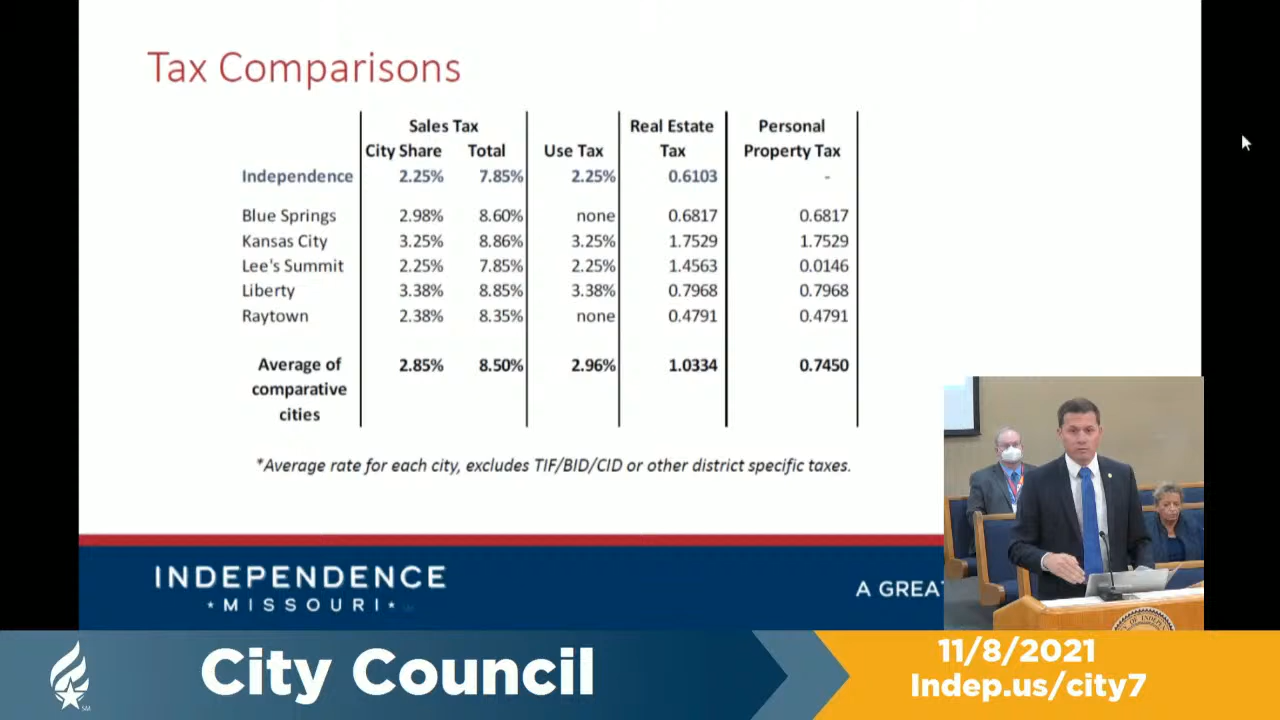 Tax Comparisons
Sales Tax Real Estate Personal
City Share Total Use Tax Tax Property Tax
Independence 2.25% 7.85% 2.25% 0.6103 -
Blue Springs 2.98% 8.60% none 0.6817 0.6817
Kansas City 3.25% 8.86% 3.25% 1.7529 1.7529
Lee's Summit 2.25% 7.85% 2.25% 1.4563 0.0146
Liberty 3.38% 8.85% 3.38% 0.7968 0.7968
Raytown 2.38% 8.35% none 0.4791 0.4791
Average of 2.85% 8.50% 2.96% 1.0334 0.7450
comparative
cities
*Average rate for each city, excludes TIF/BID/CID or other district specific taxes.
INDEPENDENCE
★MISSOURI★
A GREA
City Council
SM
11/8/2021
Indep.us/city7